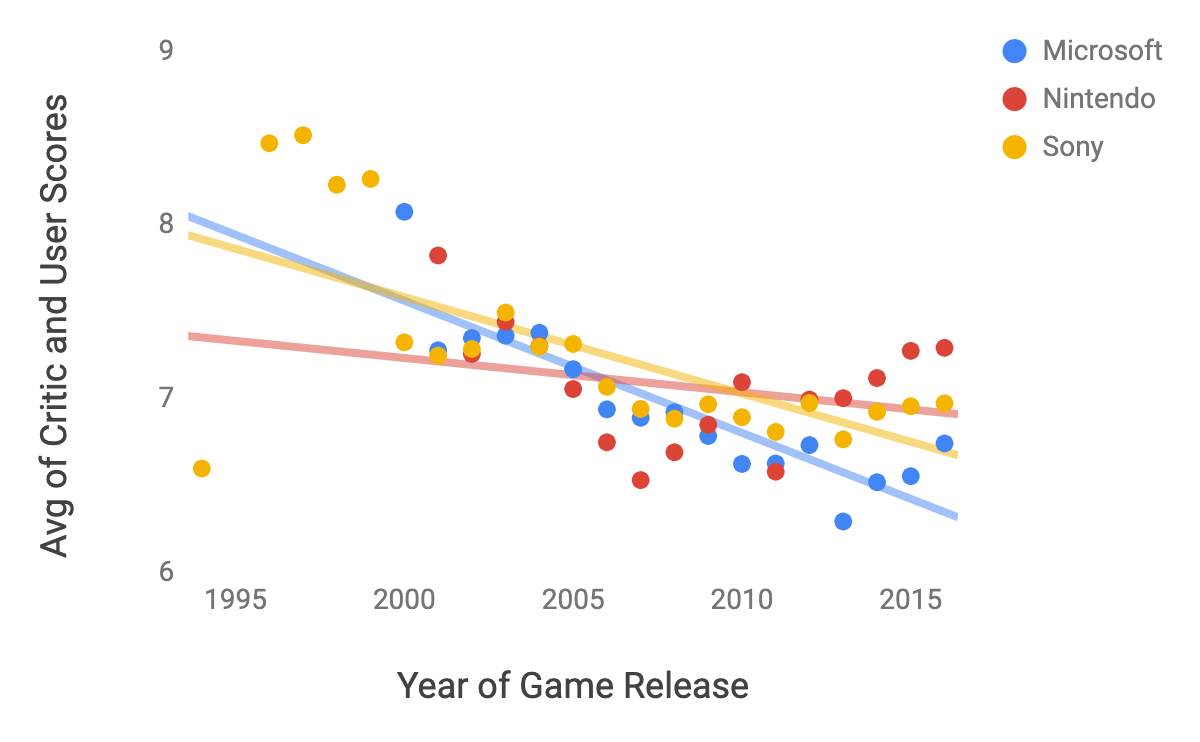 Avg of Critic and User Scores
9
8
7
6
1995
2000
2005
2010
2015
Year of Game Release
Microsoft
Nintendo
Sony